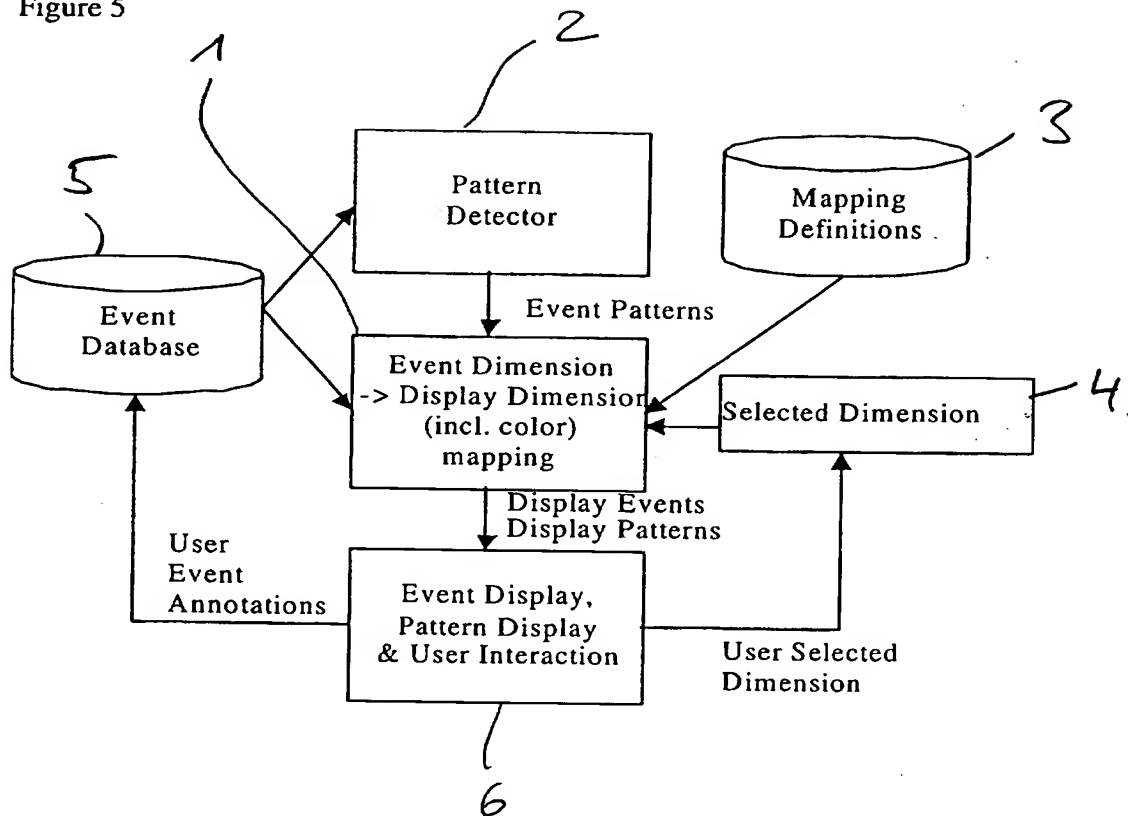 Figure 5
1
2
3
5
Pattern
Detector
Mapping
Definitions
Event
Database
Event Patterns
Event Dimension
-> Display Dimension
(incl. color)
mapping
Selected Dimension
4
Display Events
Display Patterns
User
Event
Annotations
Event Display,
Pattern Display
& User Interaction
User Selected
Dimension
6